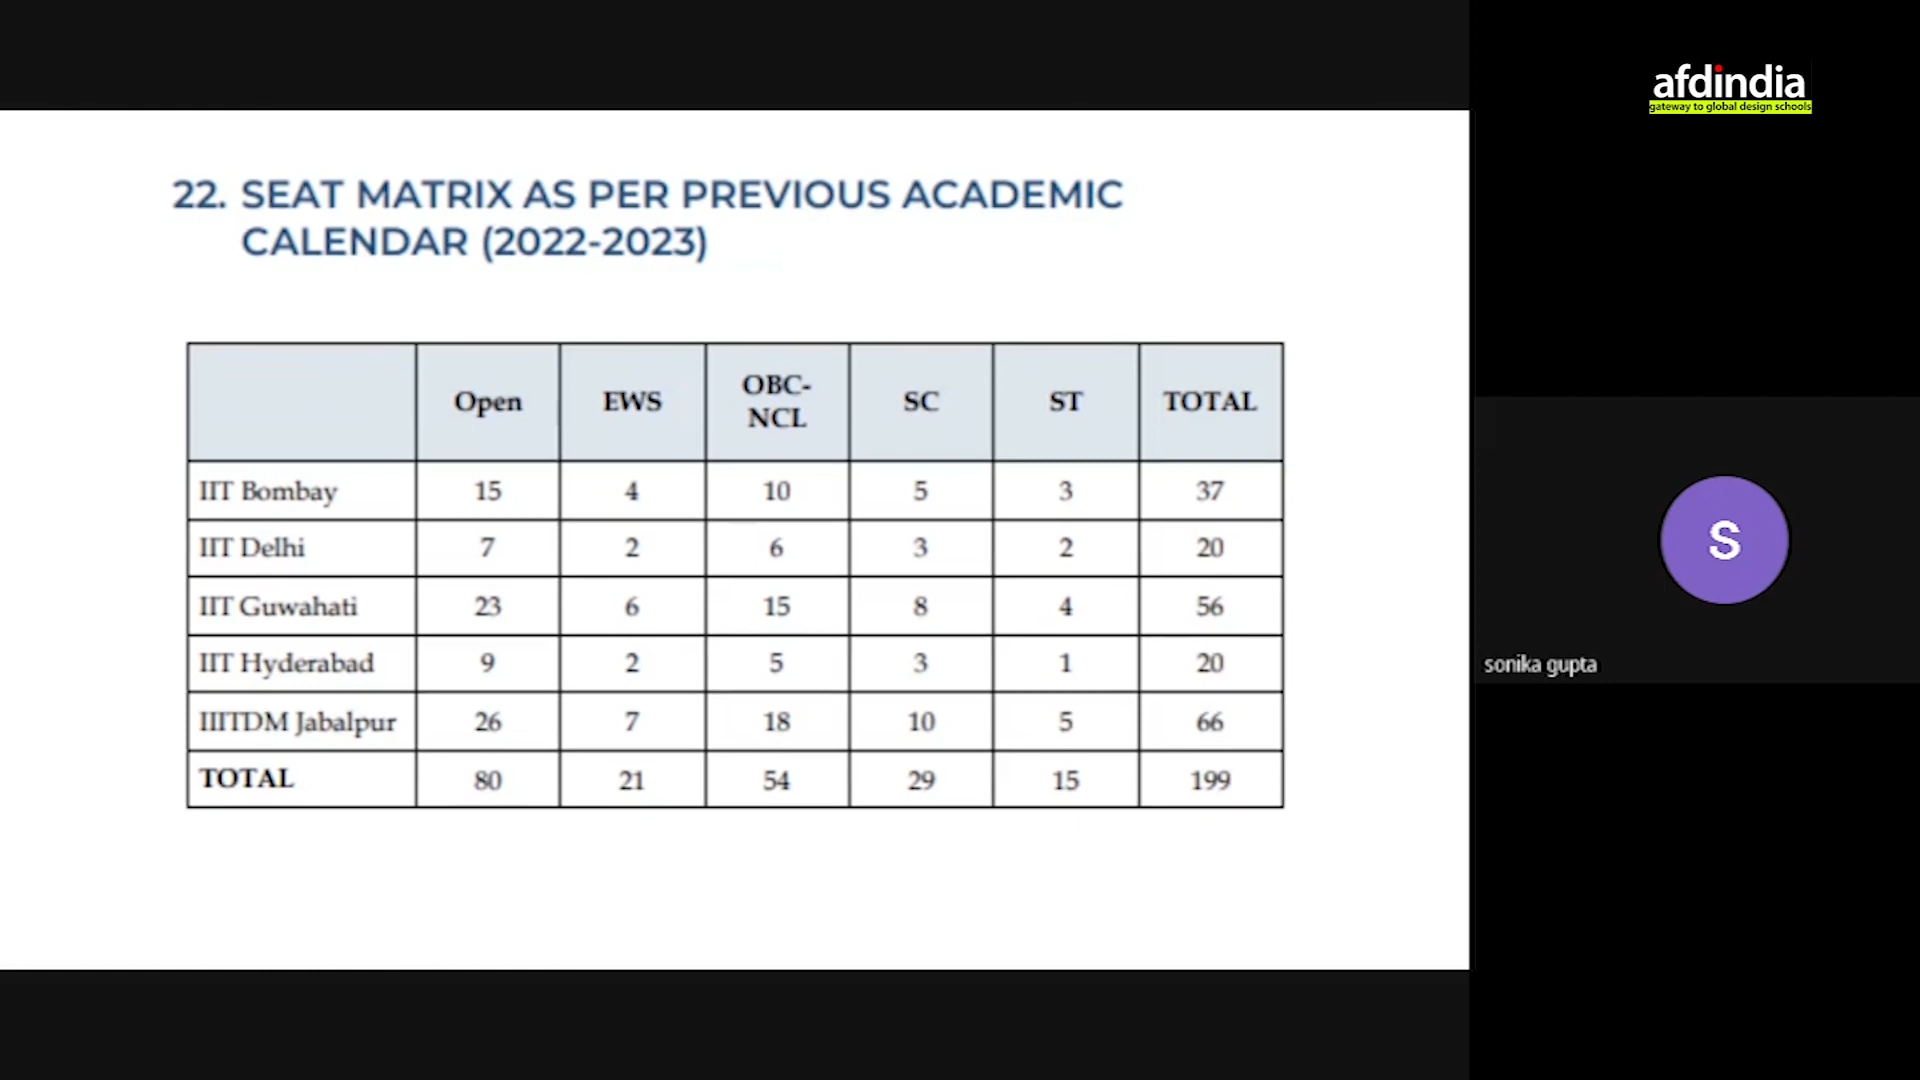 afdindia
gateway to global design schools
22. SEAT MATRIX AS PER PREVIOUS ACADEMIC
CALENDAR (2022-2023)
Open EWS OBC-NCL SC ST TOTAL
IIT Bombay 15 4 10 5 3 37
IIT Delhi 7 2 6 3 2 20
IIT Guwahati 23 6 15 8 4 56
IIT Hyderabad 9 2 5 3 1 20
IIITDM Jabalpur 26 7 18 10 5 66
TOTAL 80 21 54 29 15 199
S
sonika gupta